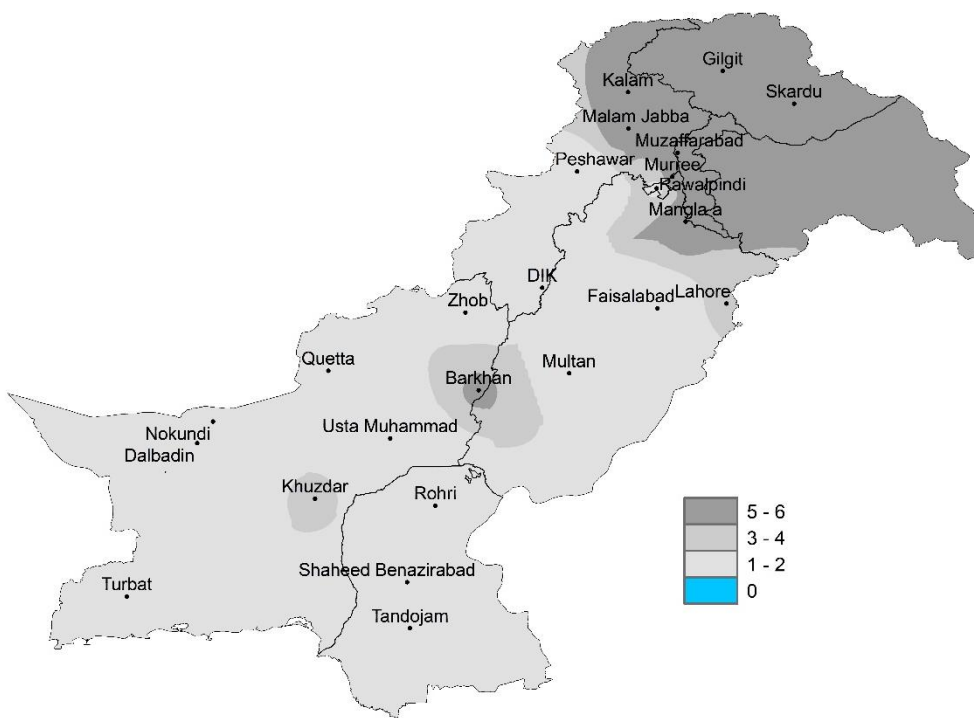 Gilgit
Kalam
Skardu
Malam Jabba
Muzaffarabad
Peshawar
Murree
Rawalpindi
Mangla a
DIK
Zhob
Faisalabad
Lahore
Quetta
Multan
Barkhan
Usta Muhammad
Nokundi
Dalbadin
Khuzdar
Rohri
5 - 6
3 - 4
1 - 2
0
Shaheed Benazirabad
Turbat
Tandojam